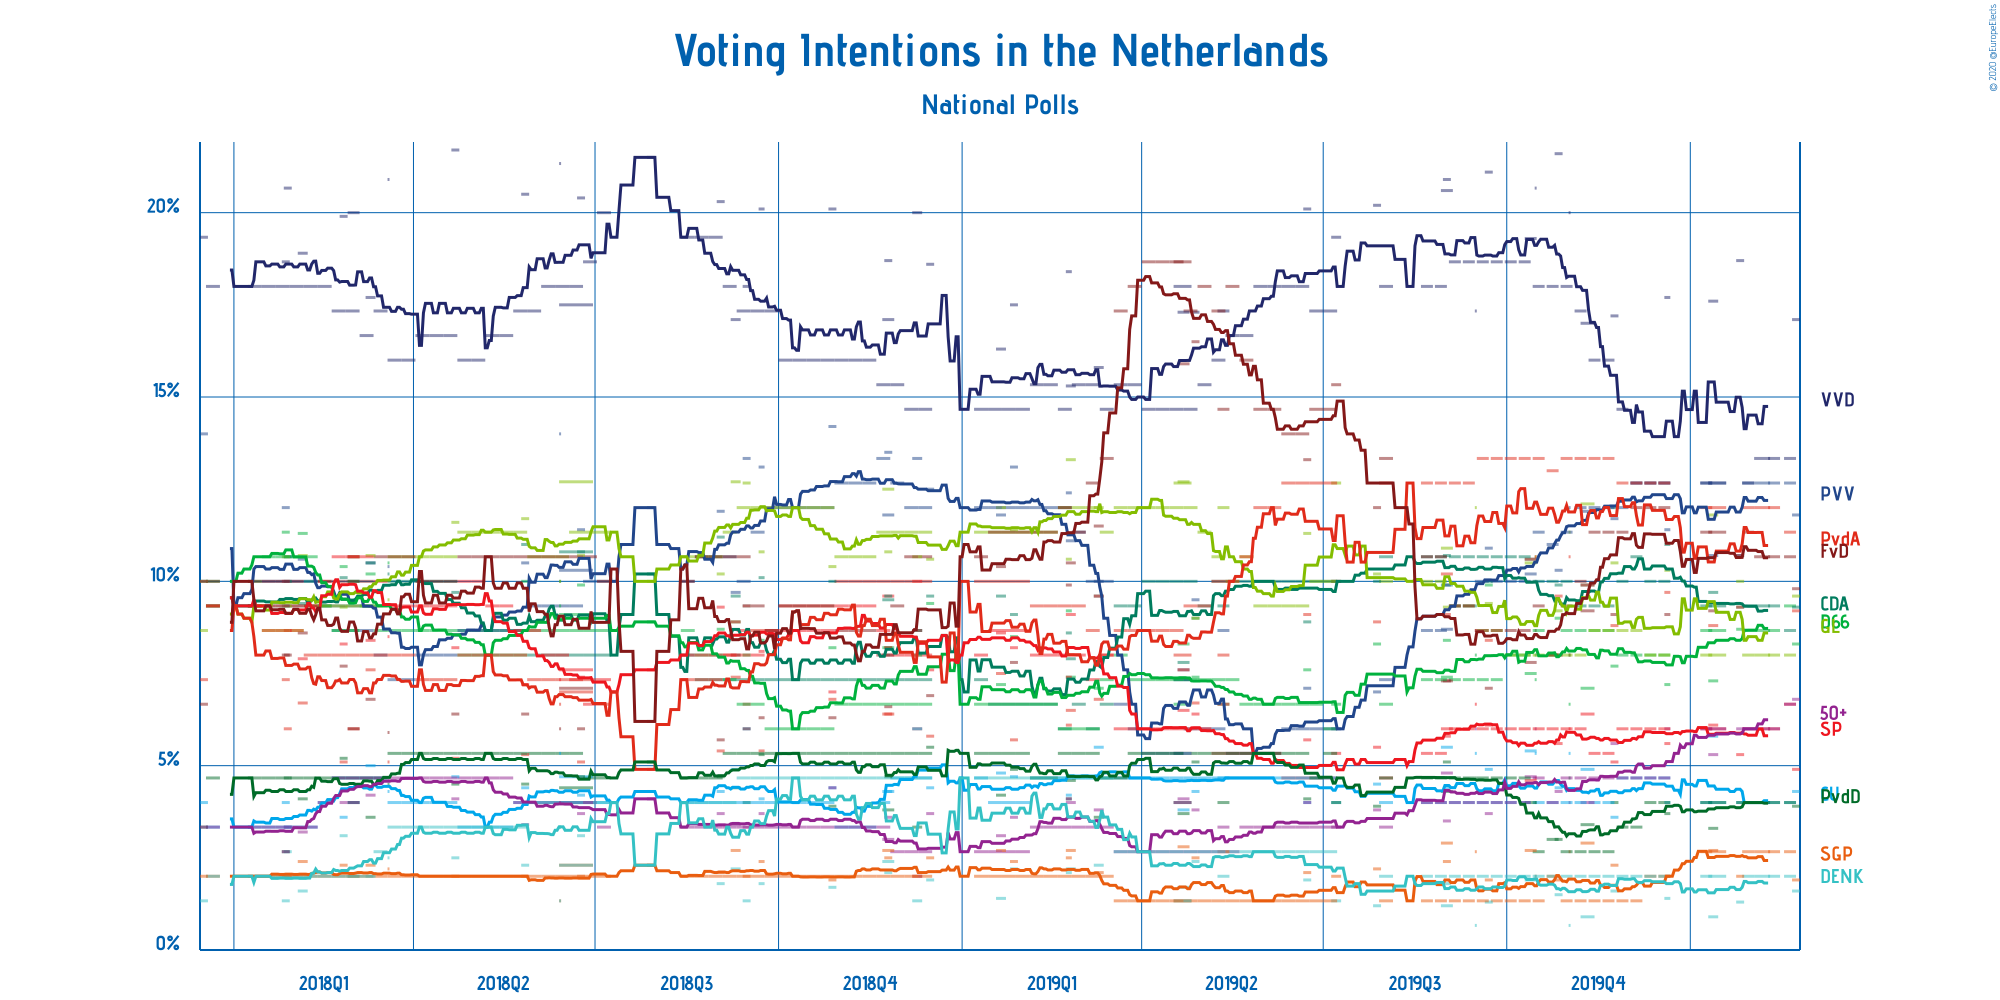 © 2020 @EuropeElects
Voting Intentions in the Netherlands
National Polls
20%
15%
10%
5%
0%
VVD
PVV
PvdA
FvD
CDA
D66
GL
50+
SP
CU
PvdD
SGP
DENK
2018Q1
2018Q2
2018Q3
2018Q4
2019Q1
2019Q2
2019Q3
2019Q4